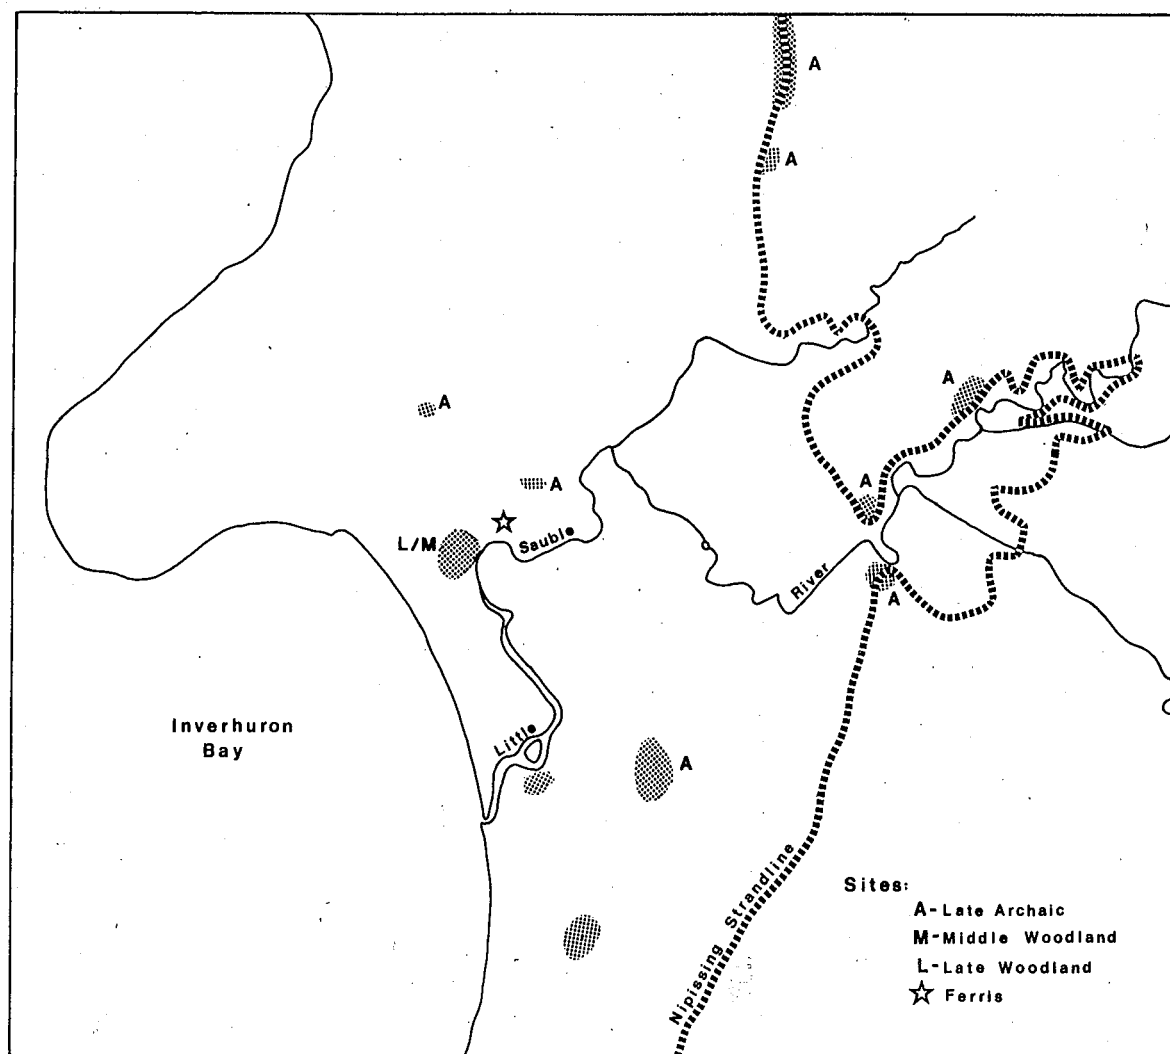 A
A
A
A
A
A
L/M
Sauble
River
A
Inverhuron
Bay
Little
A
Nipissing Strandline
Sites:
A-Late Archaic
M-Middle Woodland
L-Late Woodland
Ferris